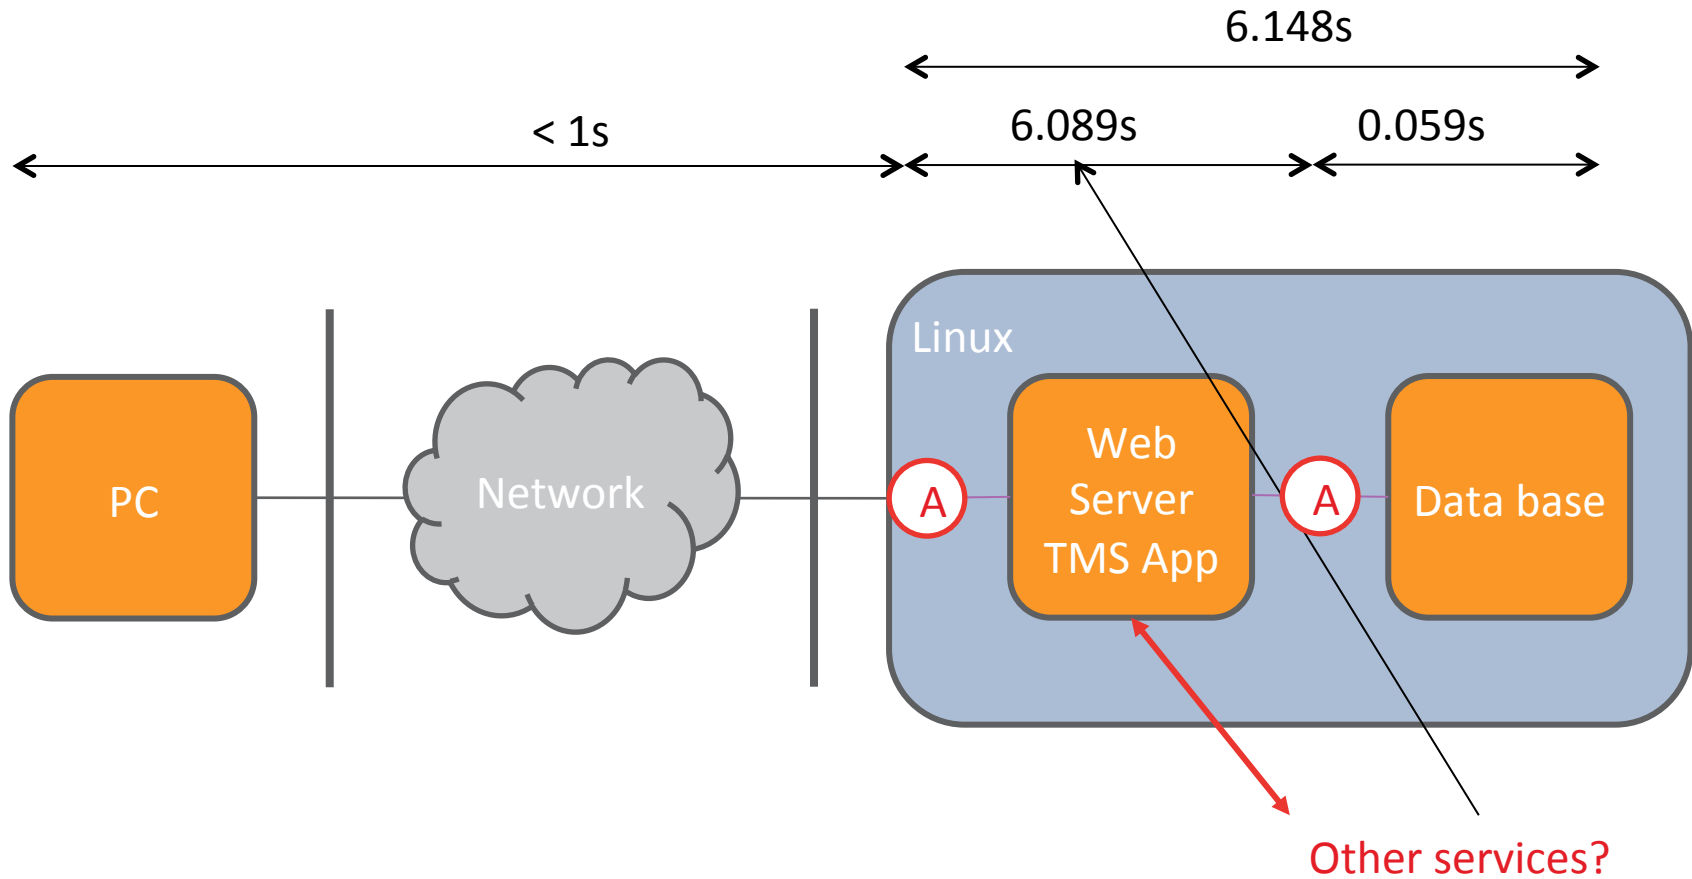 6.148s
< 1s
6.089s
0.059s
Linux
PC
Network
A
Web
Server
TMS App
A
Data base
Other services?